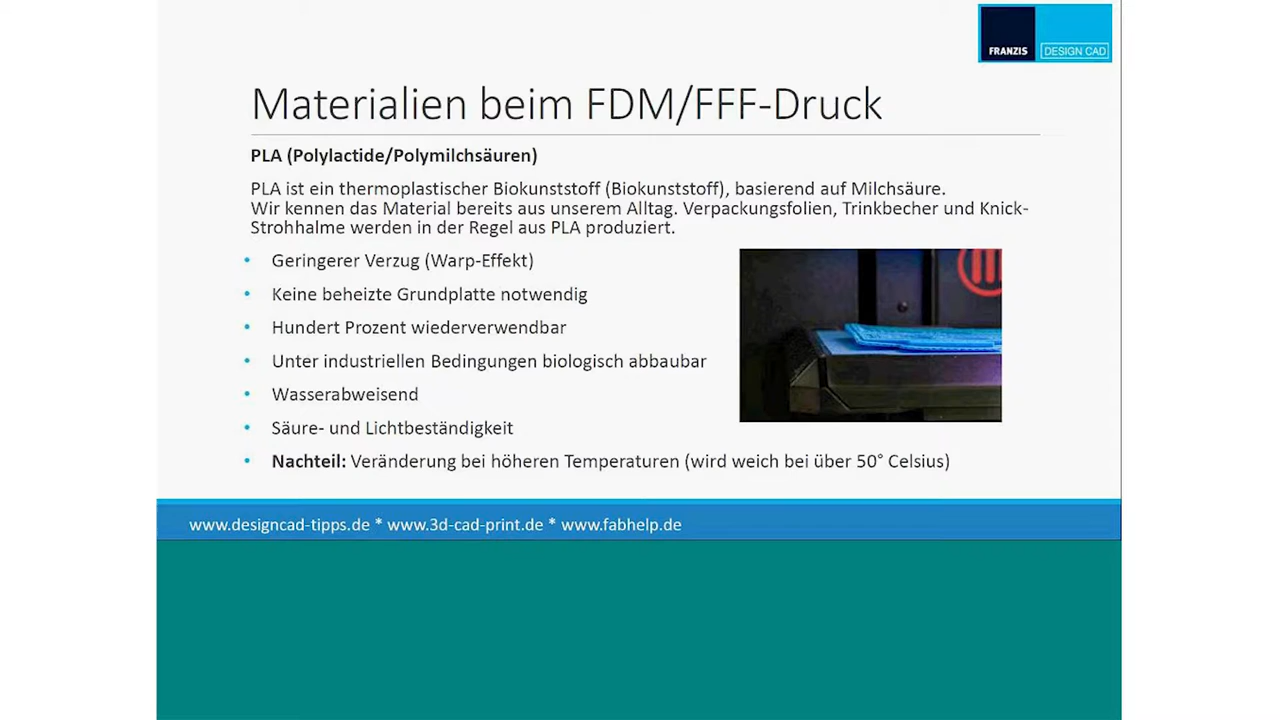 FRANZIS
DESIGN CAD
Materialien beim FDM/FFF-Druck
PLA (Polylactide/Polymilchsäuren)
PLA ist ein thermoplastischer Biokunststoff (Biokunststoff), basierend auf Milchsäure.
Wir kennen das Material bereits aus unserem Alltag. Verpackungsfolien, Trinkbecher und Knick-
Strohhalme werden in der Regel aus PLA produziert.
• Geringerer Verzug (Warp-Effekt)
• Keine beheizte Grundplatte notwendig
• Hundert Prozent wiederverwendbar
• Unter industriellen Bedingungen biologisch abbaubar
• Wasserabweisend
• Säure- und Lichtbeständigkeit
• Nachteil: Veränderung bei höheren Temperaturen (wird weich bei über 50° Celsius)
www.designcad-tipps.de * www.3d-cad-print.de * www.fabhelp.de